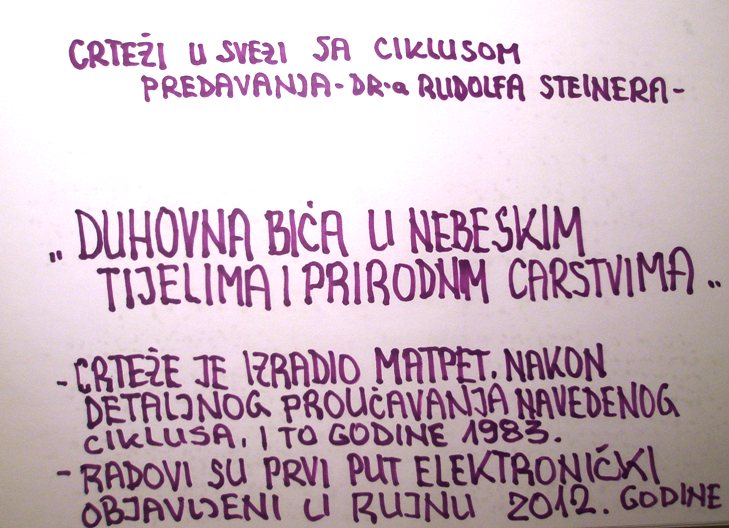 CRTEŽI U SVEZI SA CIKLUSOM
PREDAVANJA - DR-a RUDOLFA STEINERA -
„DUHOVNA BIĆA U NEBESKIM
TIJELIMA I PRIRODNIM CARSTVIMA„
- CRTEŽE JE IZRADIO MATPET, NAKON
DETALJNOG PROUČAVANJA NAVEDENOG
CIKLUSA, I TO GODINE 1983.
- RADOVI SU PRVI PUT ELEKTRONIČKI
OBJAVLJENI U RUJNU 2012. GODINE